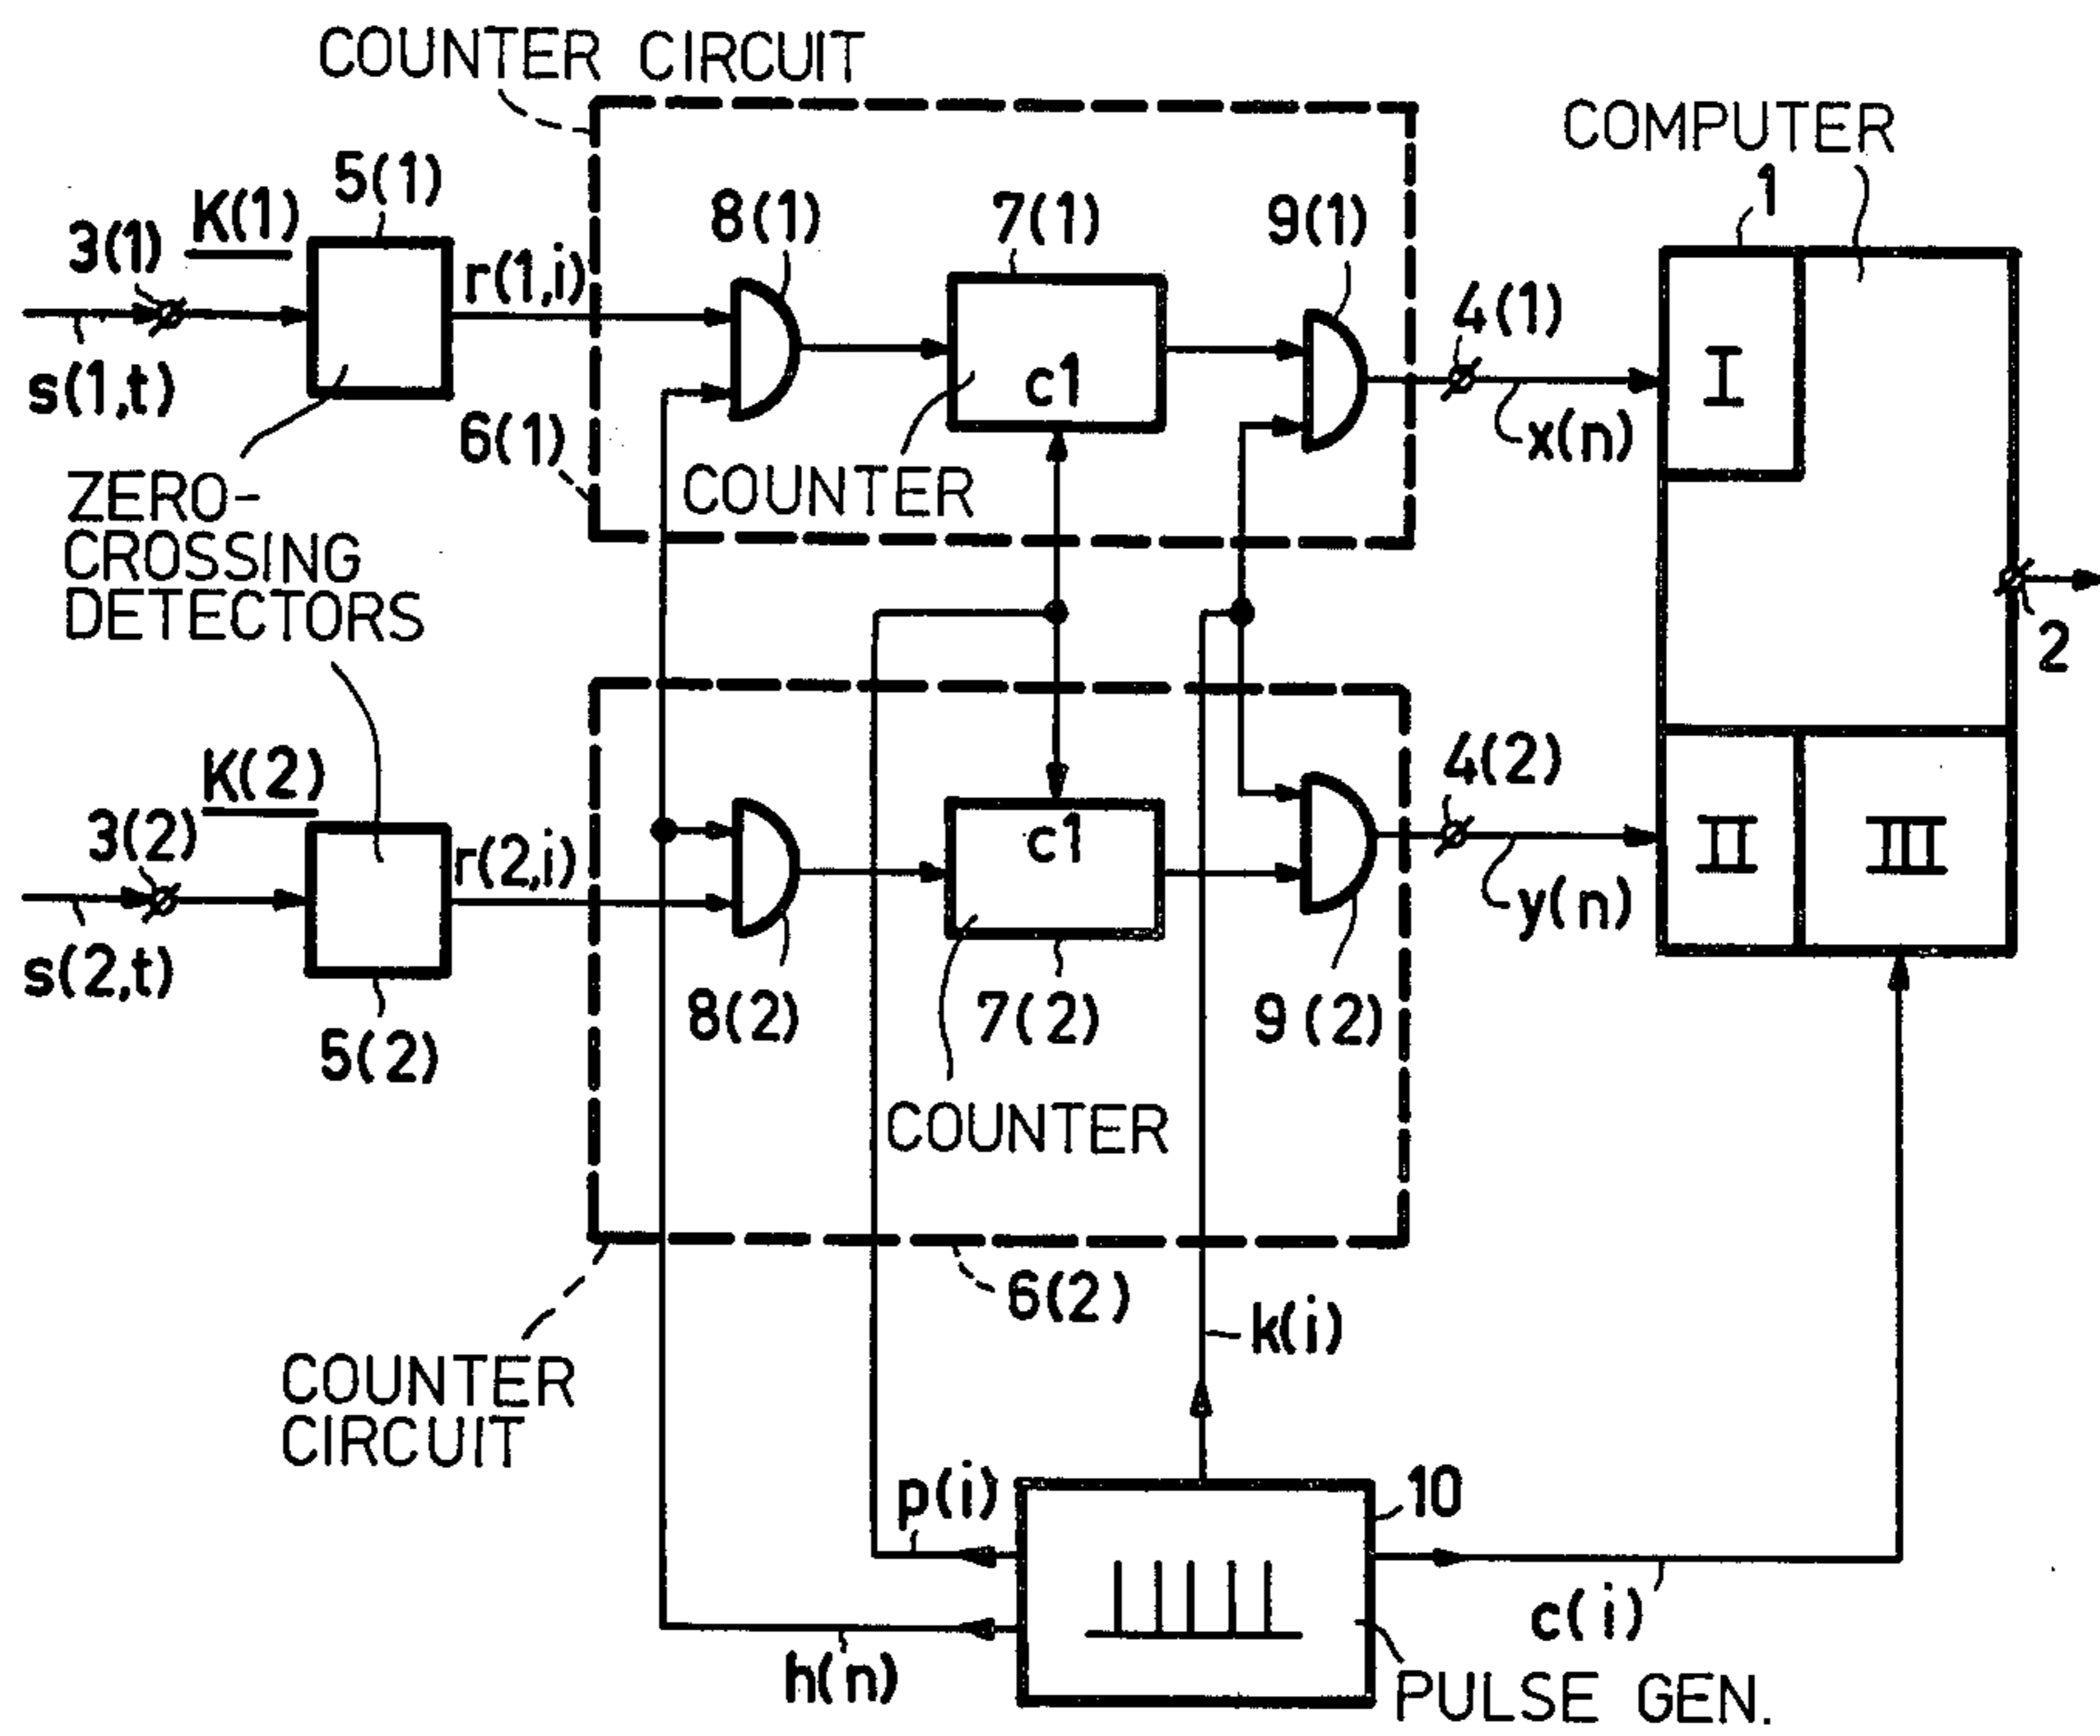 COUNTER CIRCUIT
COMPUTER
1
5(1)
K(1)
3(1)
r(1,i)
8(1)
7(1)
9(1)
4(1)
s(1,t)
c1
I
x(n)
6(1)
COUNTER
ZERO-
CROSSING
DETECTORS
2
K(2)
3(2)
r(2,i)
c1
4(2)
II
III
y(n)
s(2,t)
5(2)
8(2)
7(2)
9(2)
COUNTER
6(2)
k(i)
COUNTER
CIRCUIT
p(i)
10
c(i)
h(n)
PULSE GEN.